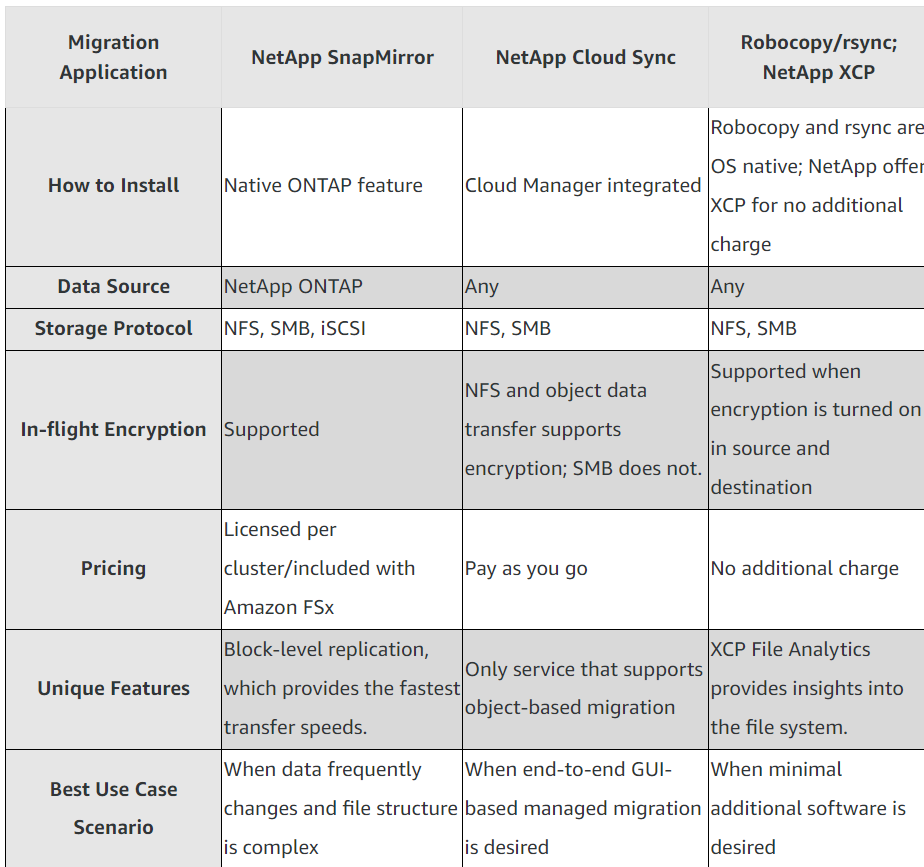 Migration
Application
NetApp SnapMirror
NetApp Cloud Sync
Robocopy/rsync;
NetApp XCP
How to Install
Native ONTAP feature
Cloud Manager integrated
Robocopy and rsync are
OS native; NetApp offer
XCP for no additional
charge
Data Source
NetApp ONTAP
Any
Any
Storage Protocol
NFS, SMB, iSCSI
NFS, SMB
NFS, SMB
In-flight Encryption
Supported
NFS and object data
transfer supports
encryption; SMB does not.
Supported when
encryption is turned on
in source and
destination
Pricing
Licensed per
cluster/included with
Amazon FSx
Pay as you go
No additional charge
Unique Features
Block-level replication,
which provides the fastest
transfer speeds.
Only service that supports
object-based migration
XCP File Analytics
provides insights into
the file system.
Best Use Case
Scenario
When data frequently
changes and file structure
is complex
When end-to-end GUI-
based managed migration
is desired
When minimal
additional software is
desired